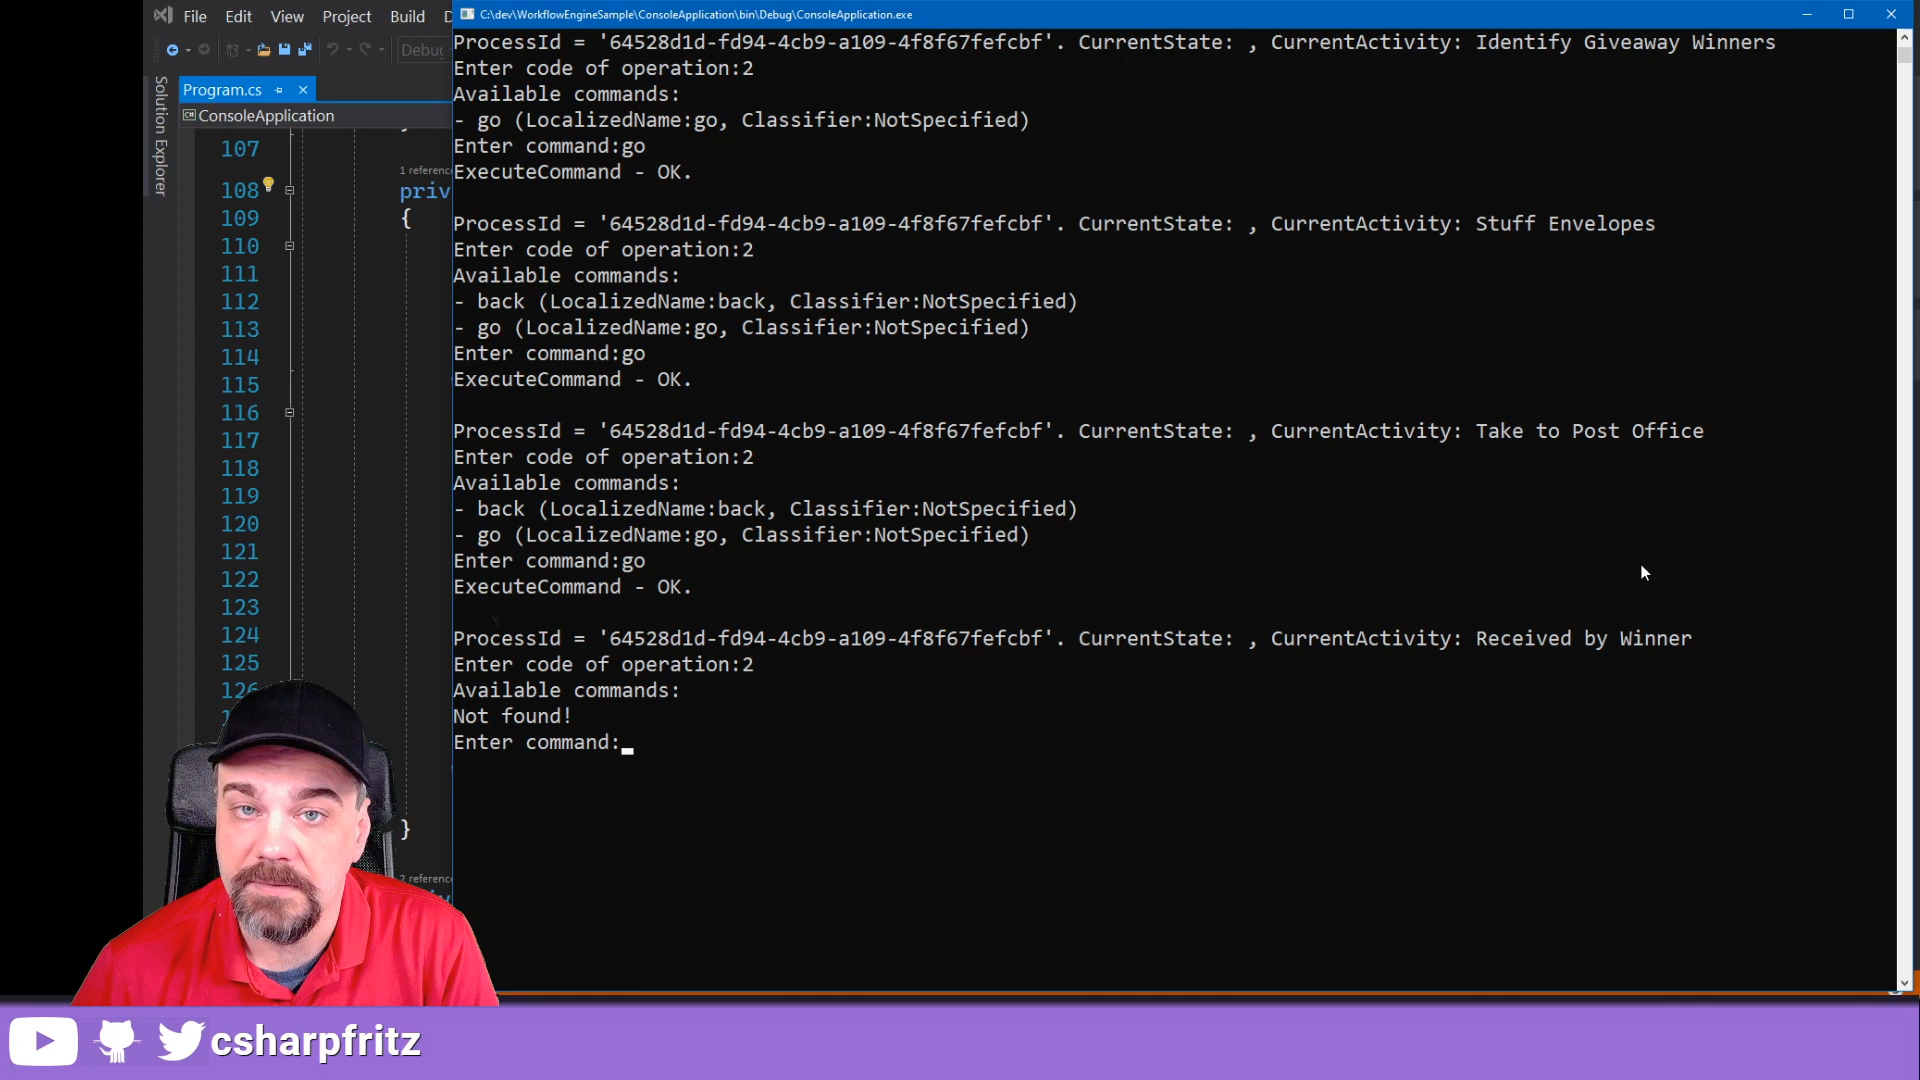 File Edit View Project Build D
C:\dev\WorkflowEngineSample\ConsoleApplication\bin\Debug\ConsoleApplication.exe
Debug
Solution Explorer
Program.cs
ConsoleApplication
107
1 reference
108 priv
109 {
110
111
112
113
114
115
116
117
118
119
120
121
122
123
124
125
126
}
2 reference
ProcessId = '64528d1d-fd94-4cb9-a109-4f8f67fefcbf'. CurrentState: , CurrentActivity: Identify Giveaway Winners
Enter code of operation:2
Available commands:
- go (LocalizedName:go, Classifier:NotSpecified)
Enter command:go
ExecuteCommand - OK.
ProcessId = '64528d1d-fd94-4cb9-a109-4f8f67fefcbf'. CurrentState: , CurrentActivity: Stuff Envelopes
Enter code of operation:2
Available commands:
- back (LocalizedName:back, Classifier:NotSpecified)
- go (LocalizedName:go, Classifier:NotSpecified)
Enter command:go
ExecuteCommand - OK.
ProcessId = '64528d1d-fd94-4cb9-a109-4f8f67fefcbf'. CurrentState: , CurrentActivity: Take to Post Office
Enter code of operation:2
Available commands:
- back (LocalizedName:back, Classifier:NotSpecified)
- go (LocalizedName:go, Classifier:NotSpecified)
Enter command:go
ExecuteCommand - OK.
ProcessId = '64528d1d-fd94-4cb9-a109-4f8f67fefcbf'. CurrentState: , CurrentActivity: Received by Winner
Enter code of operation:2
Available commands:
Not found!
Enter command:
csharpfritz